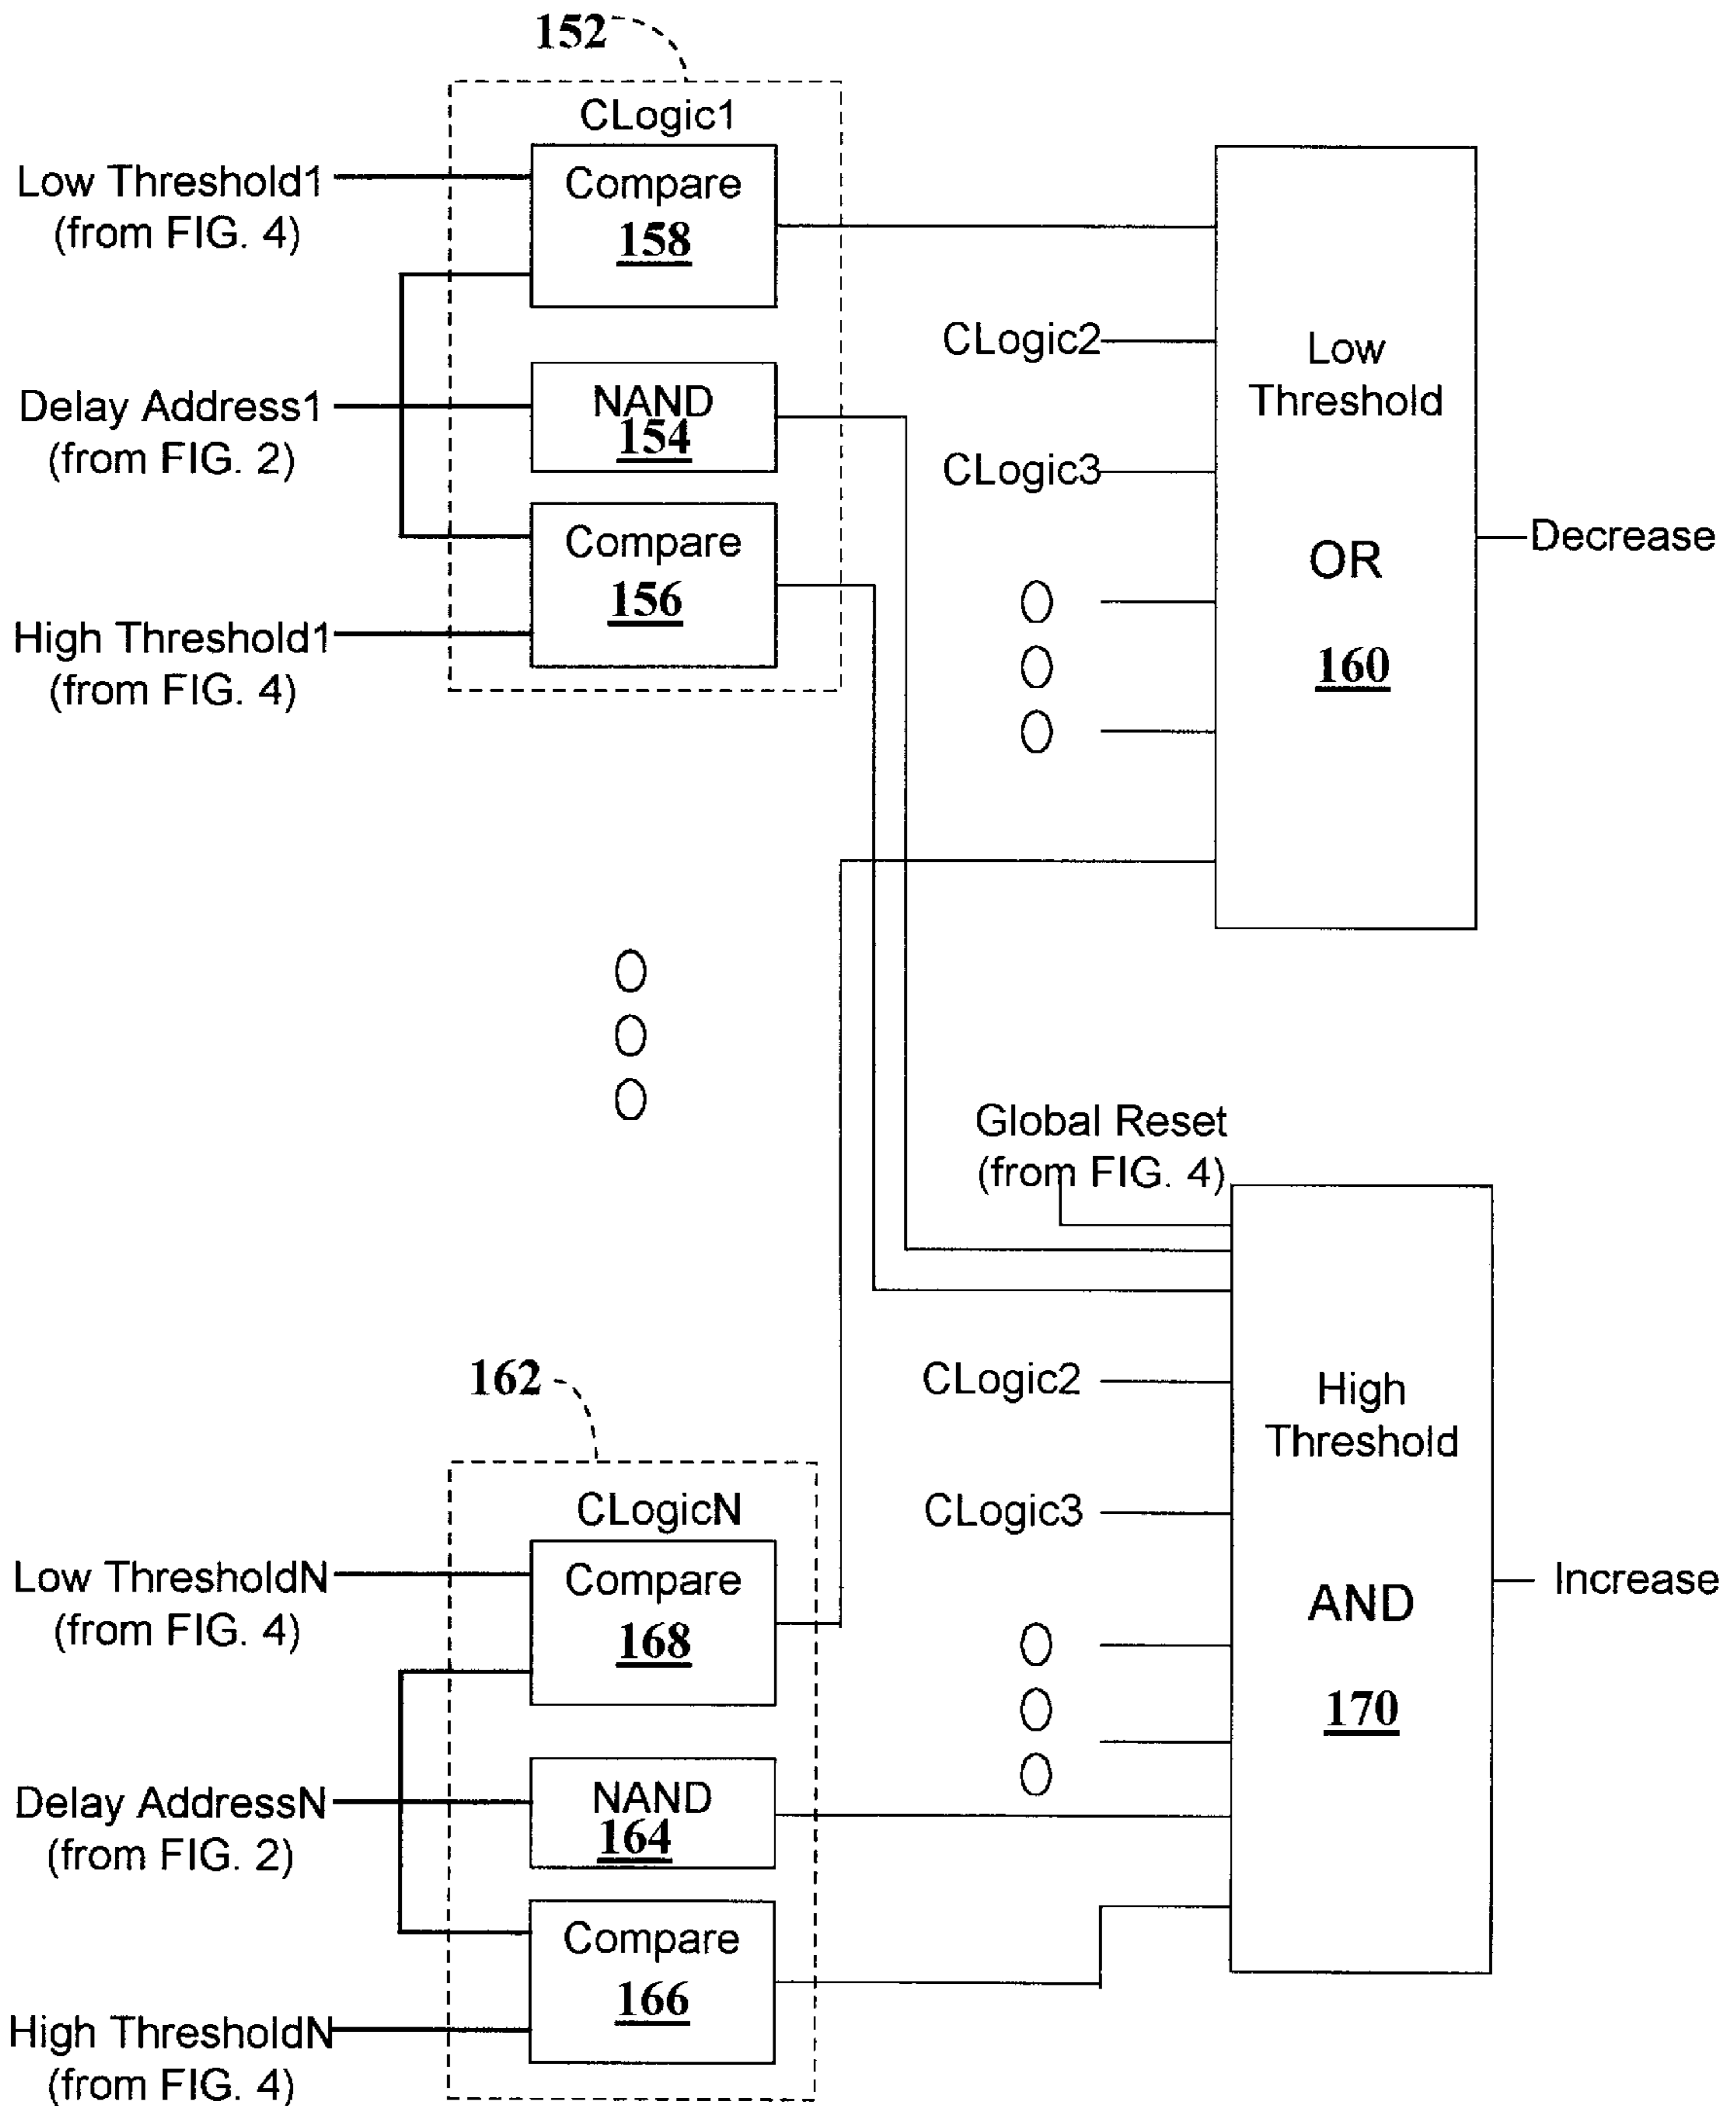 152
CLogic1
Low Threshold1
(from FIG. 4)
Compare
158
Delay Address1
(from FIG. 2)
NAND
154
High Threshold1
(from FIG. 4)
Compare
156
CLogic2
CLogic3
Low
Threshold
OR
160
Decrease
Global Reset
(from FIG. 4)
162
CLogicN
Low ThresholdN
(from FIG. 4)
Compare
168
Delay AddressN
(from FIG. 2)
NAND
164
High ThresholdN
(from FIG. 4)
Compare
166
CLogic2
CLogic3
High
Threshold
AND
170
Increase